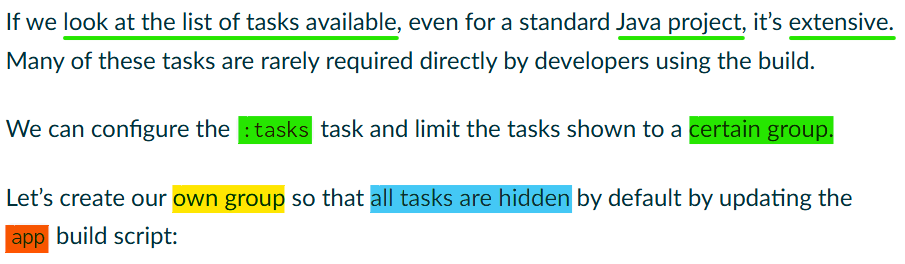 If we look at the list of tasks available, even for a standard Java project, it’s extensive.
Many of these tasks are rarely required directly by developers using the build.
We can configure the :tasks task and limit the tasks shown to a certain group.
Let’s create our own group so that all tasks are hidden by default by updating the
app build script: